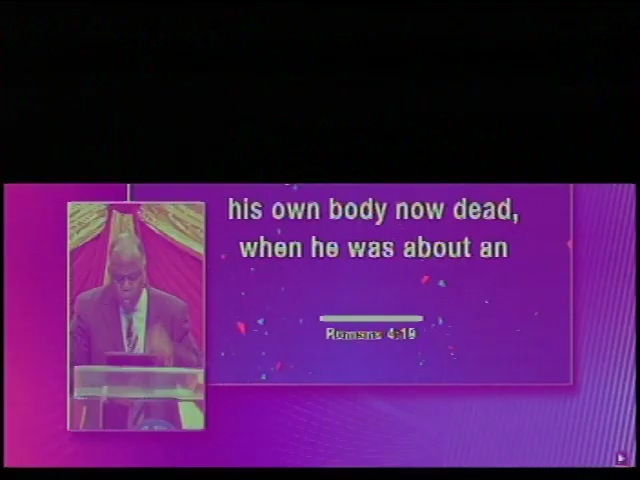 his own body now dead,
when he was about an
Romans 4:19